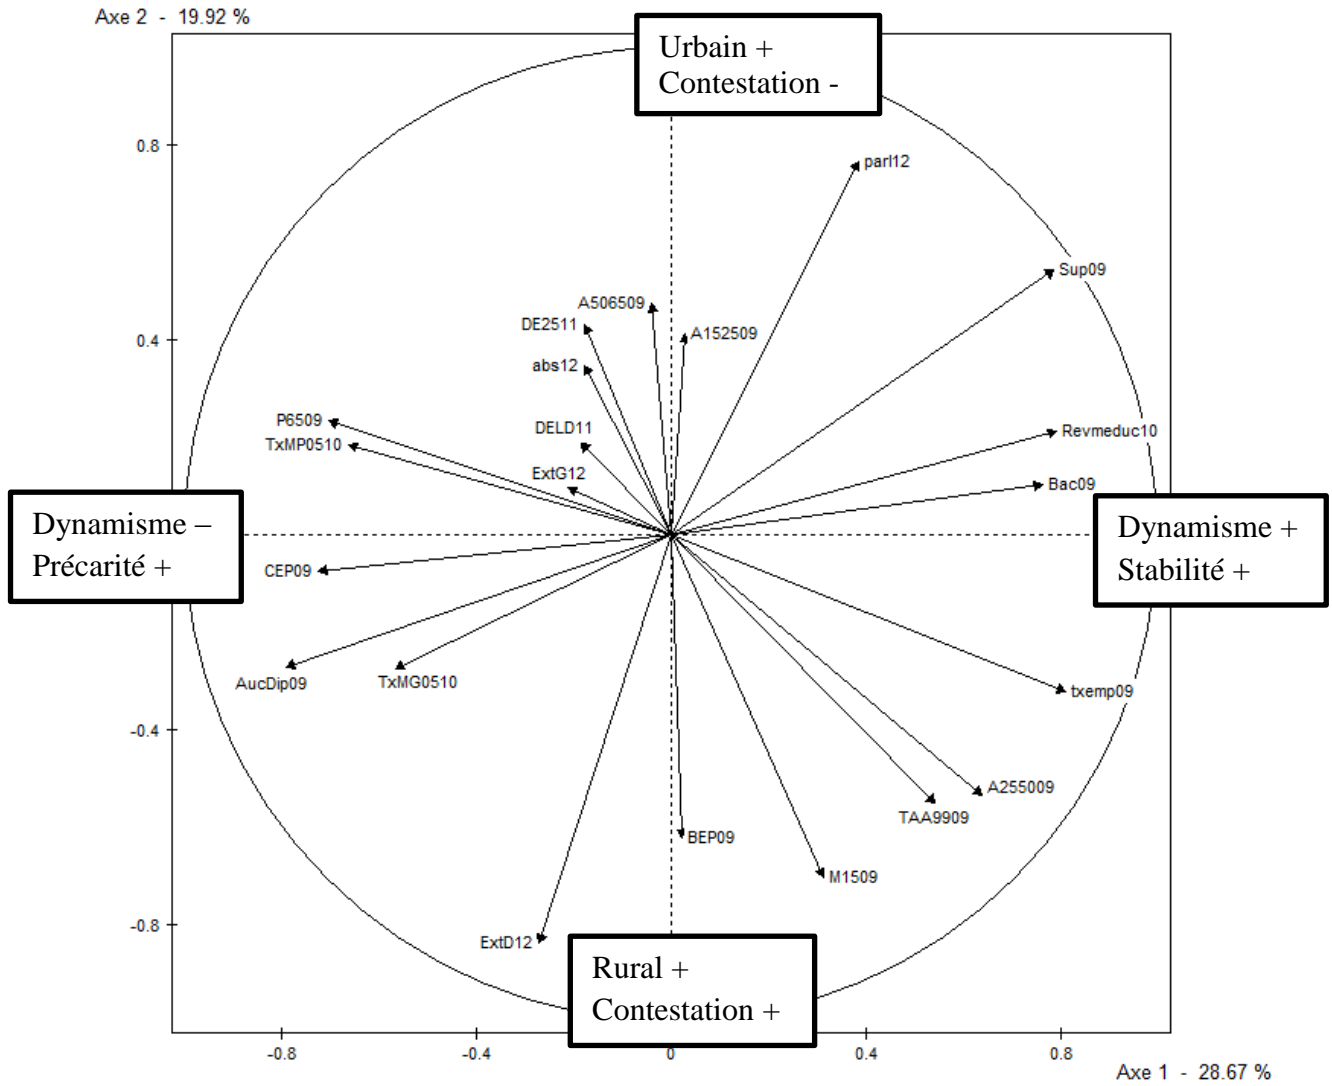 Axe 2 - 19.92 %
Urbain +
Contestation -
0.8
parl12
Sup09
A506509
DE2511
A152509
0.4
abs12
P6509
DELD11
Revmeduc10
TxMP0510
ExtG12
Bac09
Dynamisme –
Précarité +
Dynamisme +
Stabilité +
CEP09
AucDip09
TxMG0510
txemp09
-0.4
A255009
TAA9909
BEP09
M1509
-0.8
ExtD12
Rural +
Contestation +
-0.8
-0.4
0
0.4
0.8
Axe 1 - 28.67 %